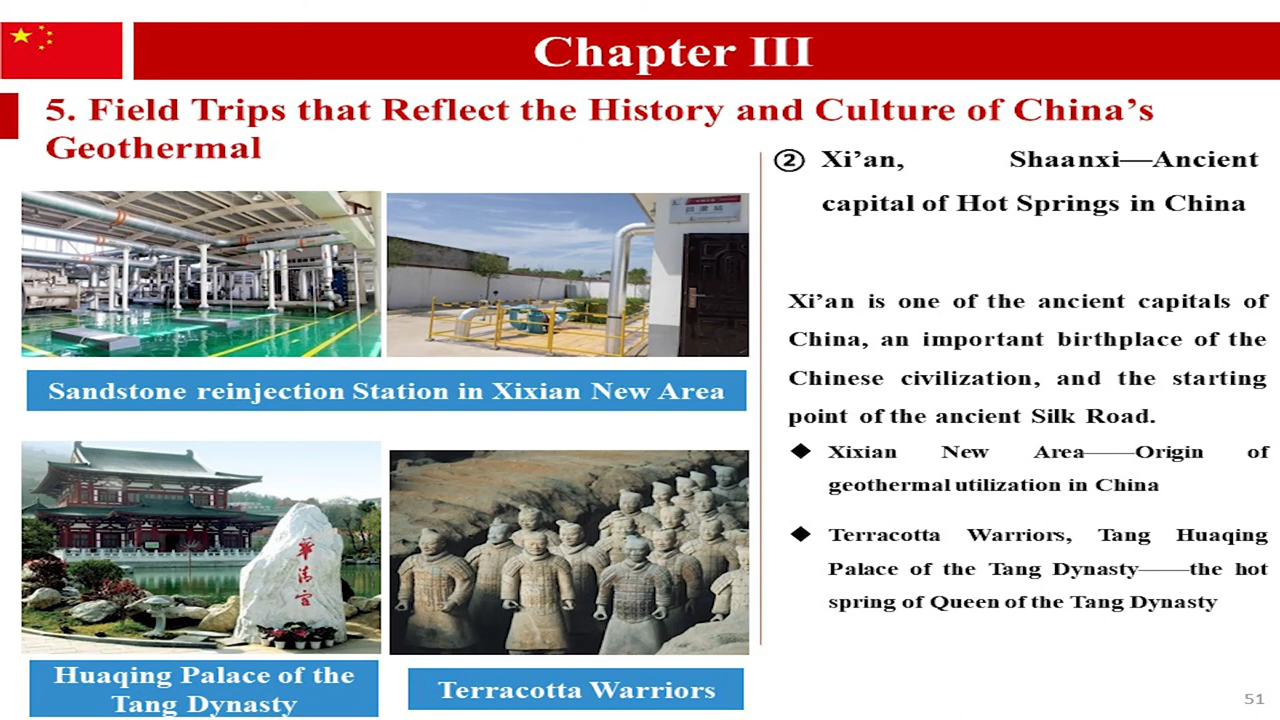 Chapter III
5. Field Trips that Reflect the History and Culture of China’s
Geothermal
② Xi’an, Shaanxi—Ancient
capital of Hot Springs in China
Xi’an is one of the ancient capitals of
China, an important birthplace of the
Chinese civilization, and the starting
point of the ancient Silk Road.
◆ Xixian New Area——Origin of
geothermal utilization in China
◆ Terracotta Warriors, Tang Huaqing
Palace of the Tang Dynasty——the hot
spring of Queen of the Tang Dynasty
Sandstone reinjection Station in Xixian New Area
華清宫
Huaqing Palace of the
Tang Dynasty
Terracotta Warriors
51